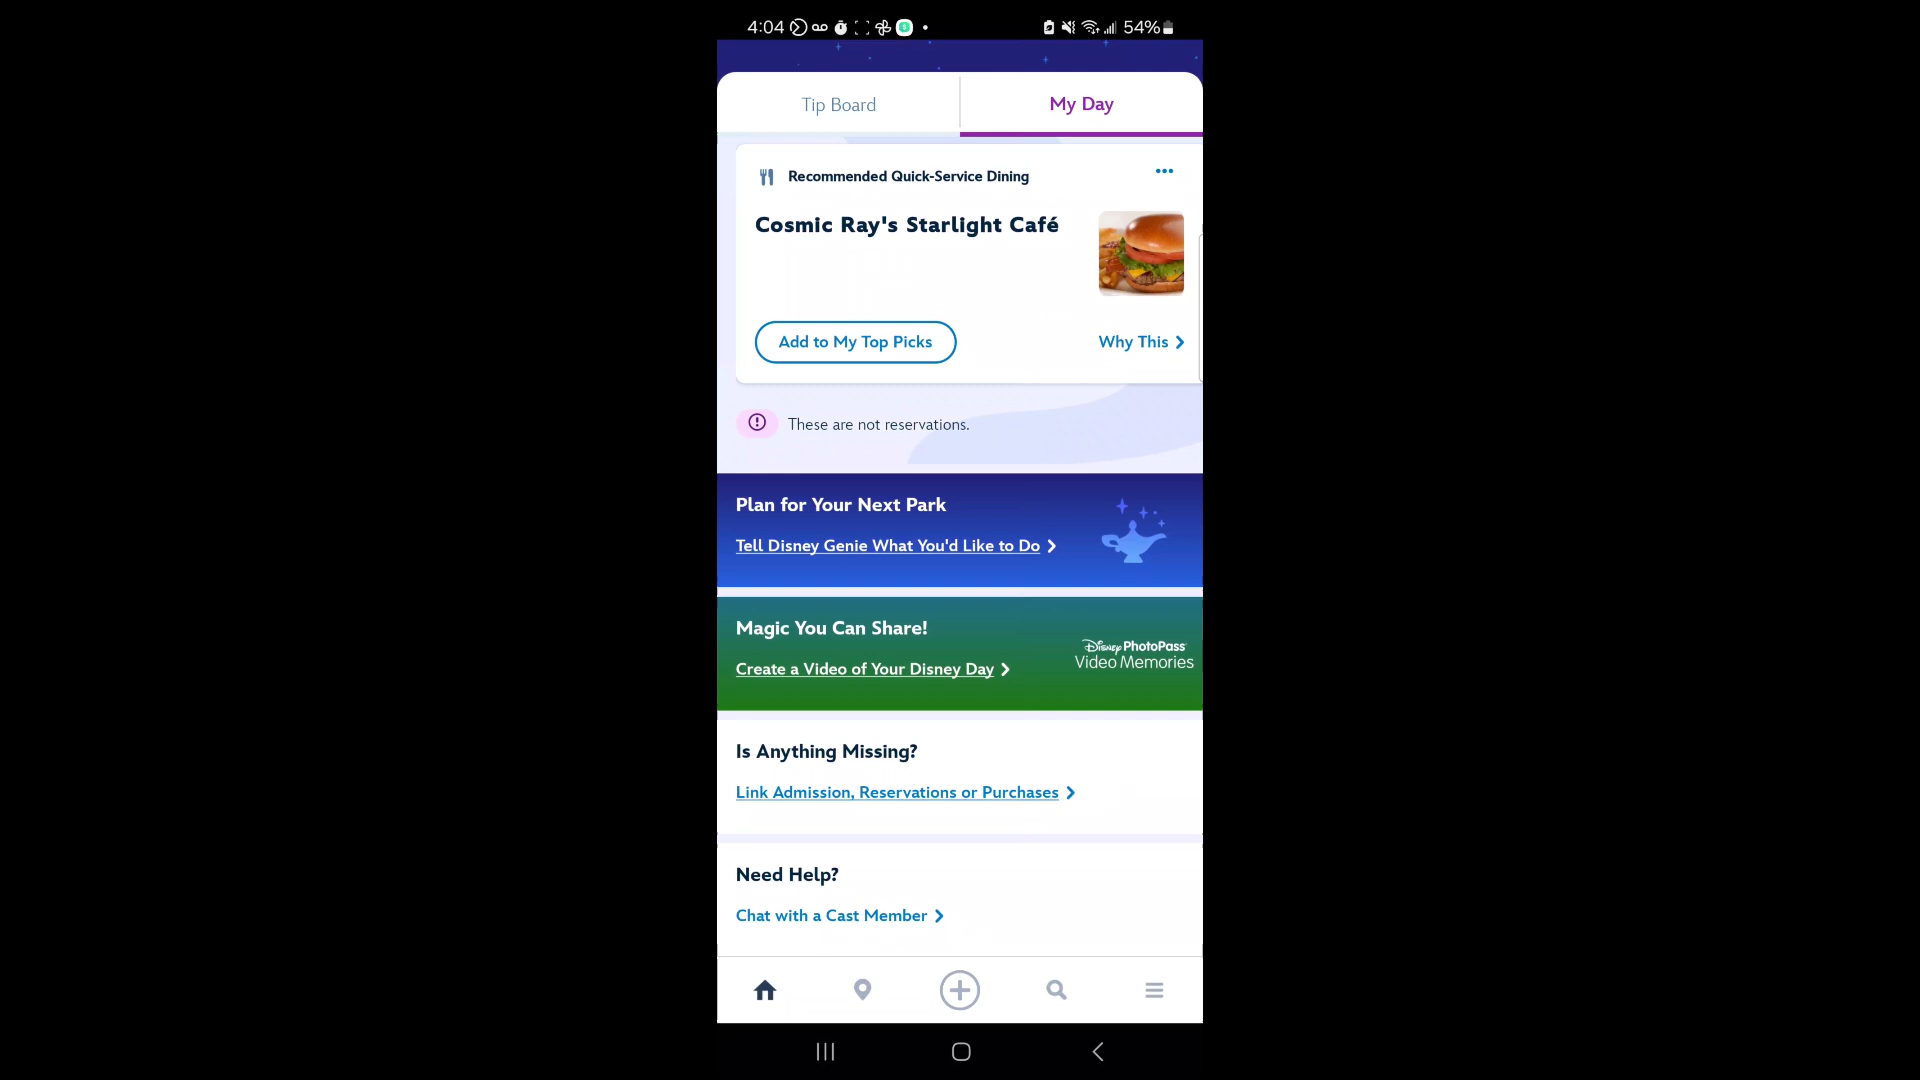 4:04
54%
Tip Board
My Day
Recommended Quick-Service Dining
Cosmic Ray's Starlight Café
Add to My Top Picks
Why This
These are not reservations.
Plan for Your Next Park
Tell Disney Genie What You'd Like to Do
Magic You Can Share!
Create a Video of Your Disney Day
Disney PhotoPass
Video Memories
Is Anything Missing?
Link Admission, Reservations or Purchases
Need Help?
Chat with a Cast Member